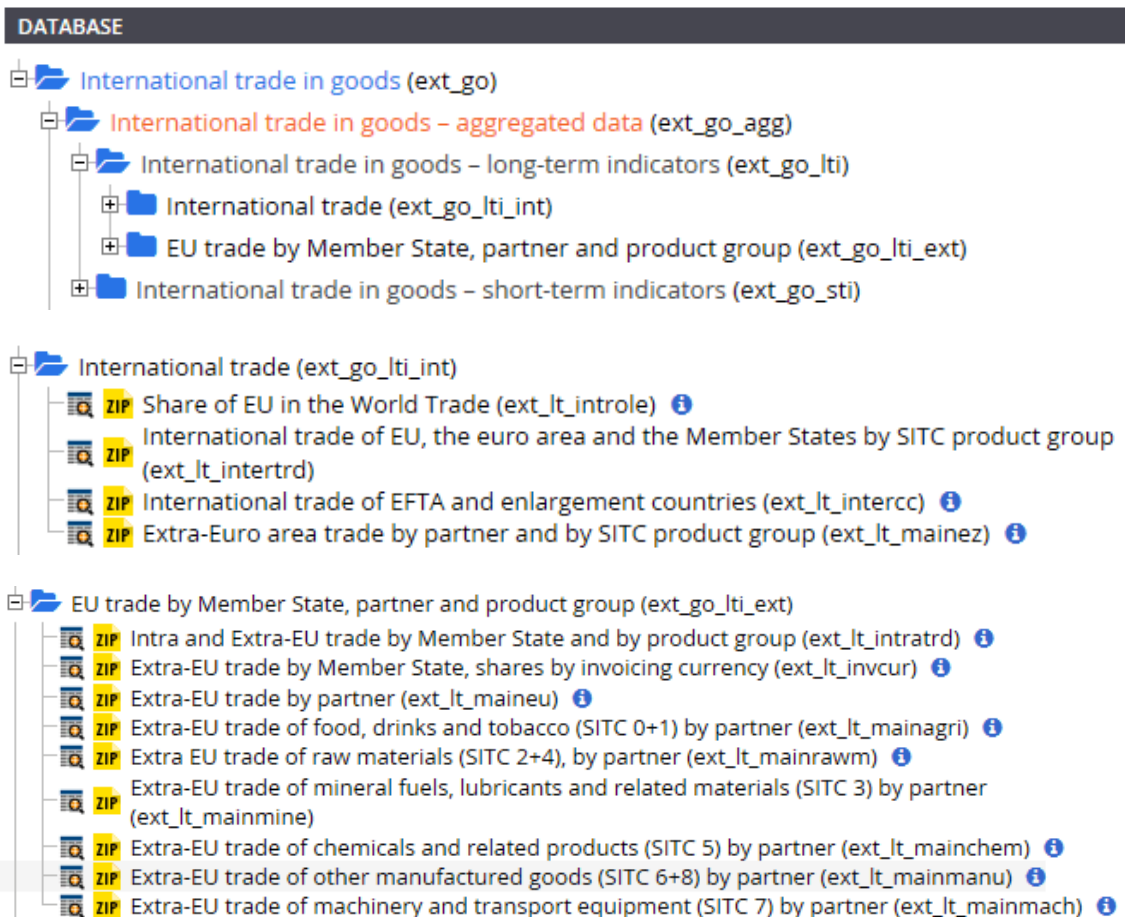 DATABASE
International trade in goods (ext_go)
International trade in goods – aggregated data (ext_go_agg)
International trade in goods – long-term indicators (ext_go_lti)
International trade (ext_go_lti_int)
EU trade by Member State, partner and product group (ext_go_lti_ext)
International trade in goods – short-term indicators (ext_go_sti)
International trade (ext_go_lti_int)
ZIP Share of EU in the World Trade (ext_lt_introle) i
International trade of EU, the euro area and the Member States by SITC product group
ZIP
(ext_lt_intertrd)
ZIP International trade of EFTA and enlargement countries (ext_lt_intercc) i
ZIP Extra-Euro area trade by partner and by SITC product group (ext_lt_mainez) i
EU trade by Member State, partner and product group (ext_go_lti_ext)
ZIP Intra and Extra-EU trade by Member State and by product group (ext_lt_intratrd) i
ZIP Extra-EU trade by Member State, shares by invoicing currency (ext_lt_invcur) i
ZIP Extra-EU trade by partner (ext_lt_maineu) i
ZIP Extra-EU trade of food, drinks and tobacco (SITC 0+1) by partner (ext_lt_mainagri) i
ZIP Extra EU trade of raw materials (SITC 2+4), by partner (ext_lt_mainrawm) i
Extra-EU trade of mineral fuels, lubricants and related materials (SITC 3) by partner
ZIP
(ext_lt_mainmine)
ZIP Extra-EU trade of chemicals and related products (SITC 5) by partner (ext_lt_mainchem) i
ZIP Extra-EU trade of other manufactured goods (SITC 6+8) by partner (ext_lt_mainmanu) i
ZIP Extra-EU trade of machinery and transport equipment (SITC 7) by partner (ext_lt_mainmach) i